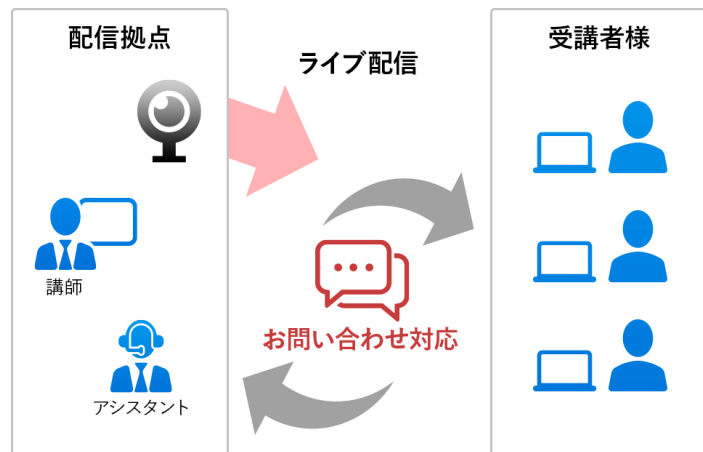 配信拠点
ライブ配信
受講者様
講師
お問い合わせ対応
アシスタント